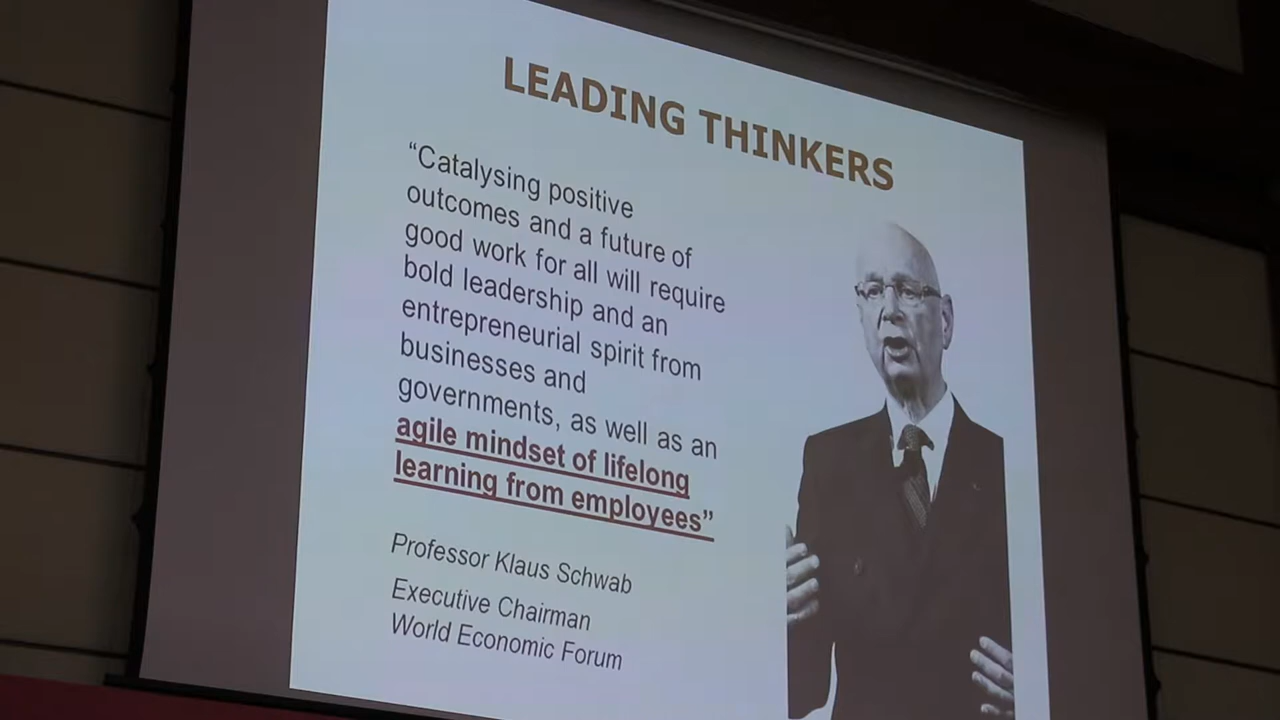 LEADING THINKERS
“Catalysing positive
outcomes and a future of
good work for all will require
bold leadership and an
entrepreneurial spirit from
businesses and
governments, as well as an
agile mindset of lifelong
learning from employees”
Professor Klaus Schwab
Executive Chairman
World Economic Forum